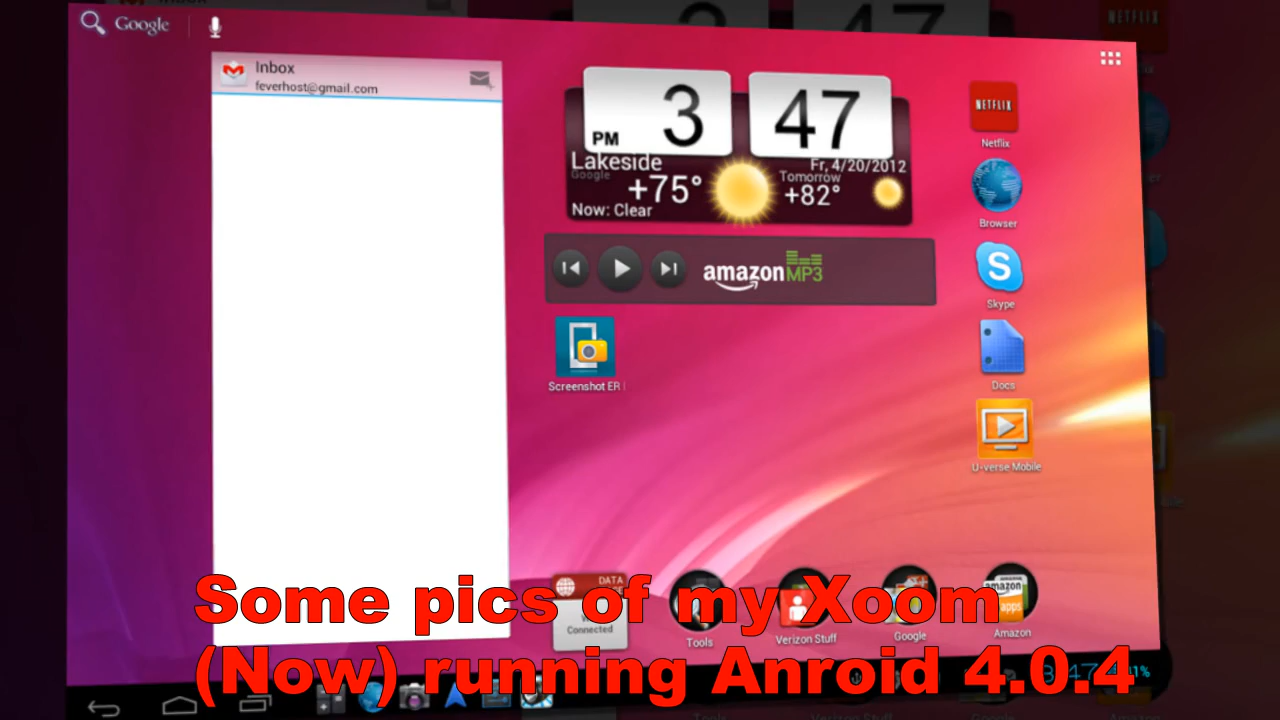 Google
Inbox
feverhost@gmail.com
PM 3 47
Lakeside
Google
Fr, 4/20/2012
+75°
Tomorrow
+82°
Now: Clear
NETFLIX
Netflix
Browser
amazonMP3
S
Skype
Screenshot ER
Docs
U-verse Mobile
DATA
Connected
Tools
Verizon Stuff
Google
amazon
apps
Amazon
Some pics of my Xoom
(Now) running Anroid 4.0.4